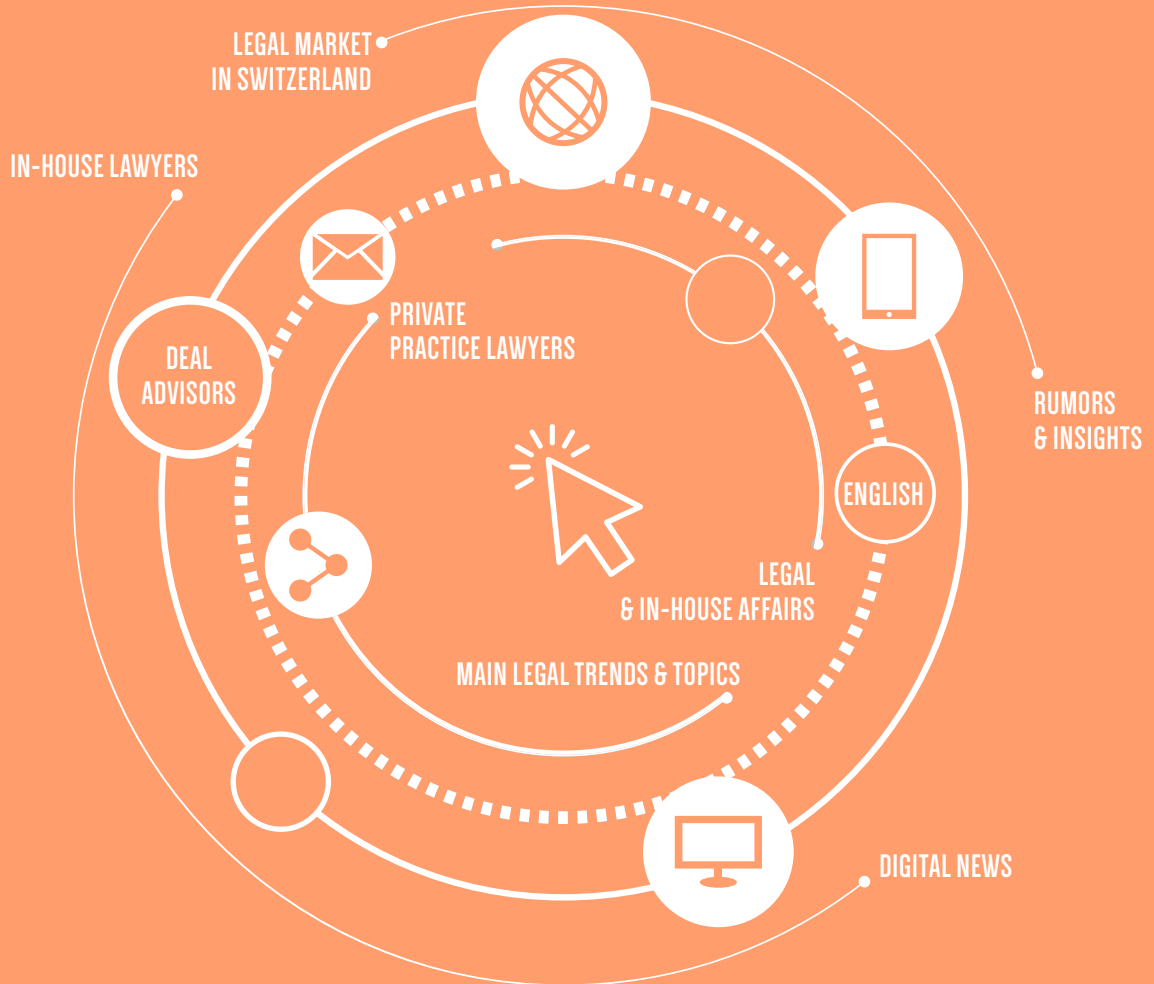 LEGAL MARKET
IN SWITZERLAND
IN-HOUSE LAWYERS
PRIVATE
PRACTICE LAWYERS
DEAL
ADVISORS
RUMORS
& INSIGHTS
ENGLISH
LEGAL
& IN-HOUSE AFFAIRS
MAIN LEGAL TRENDS & TOPICS
DIGITAL NEWS